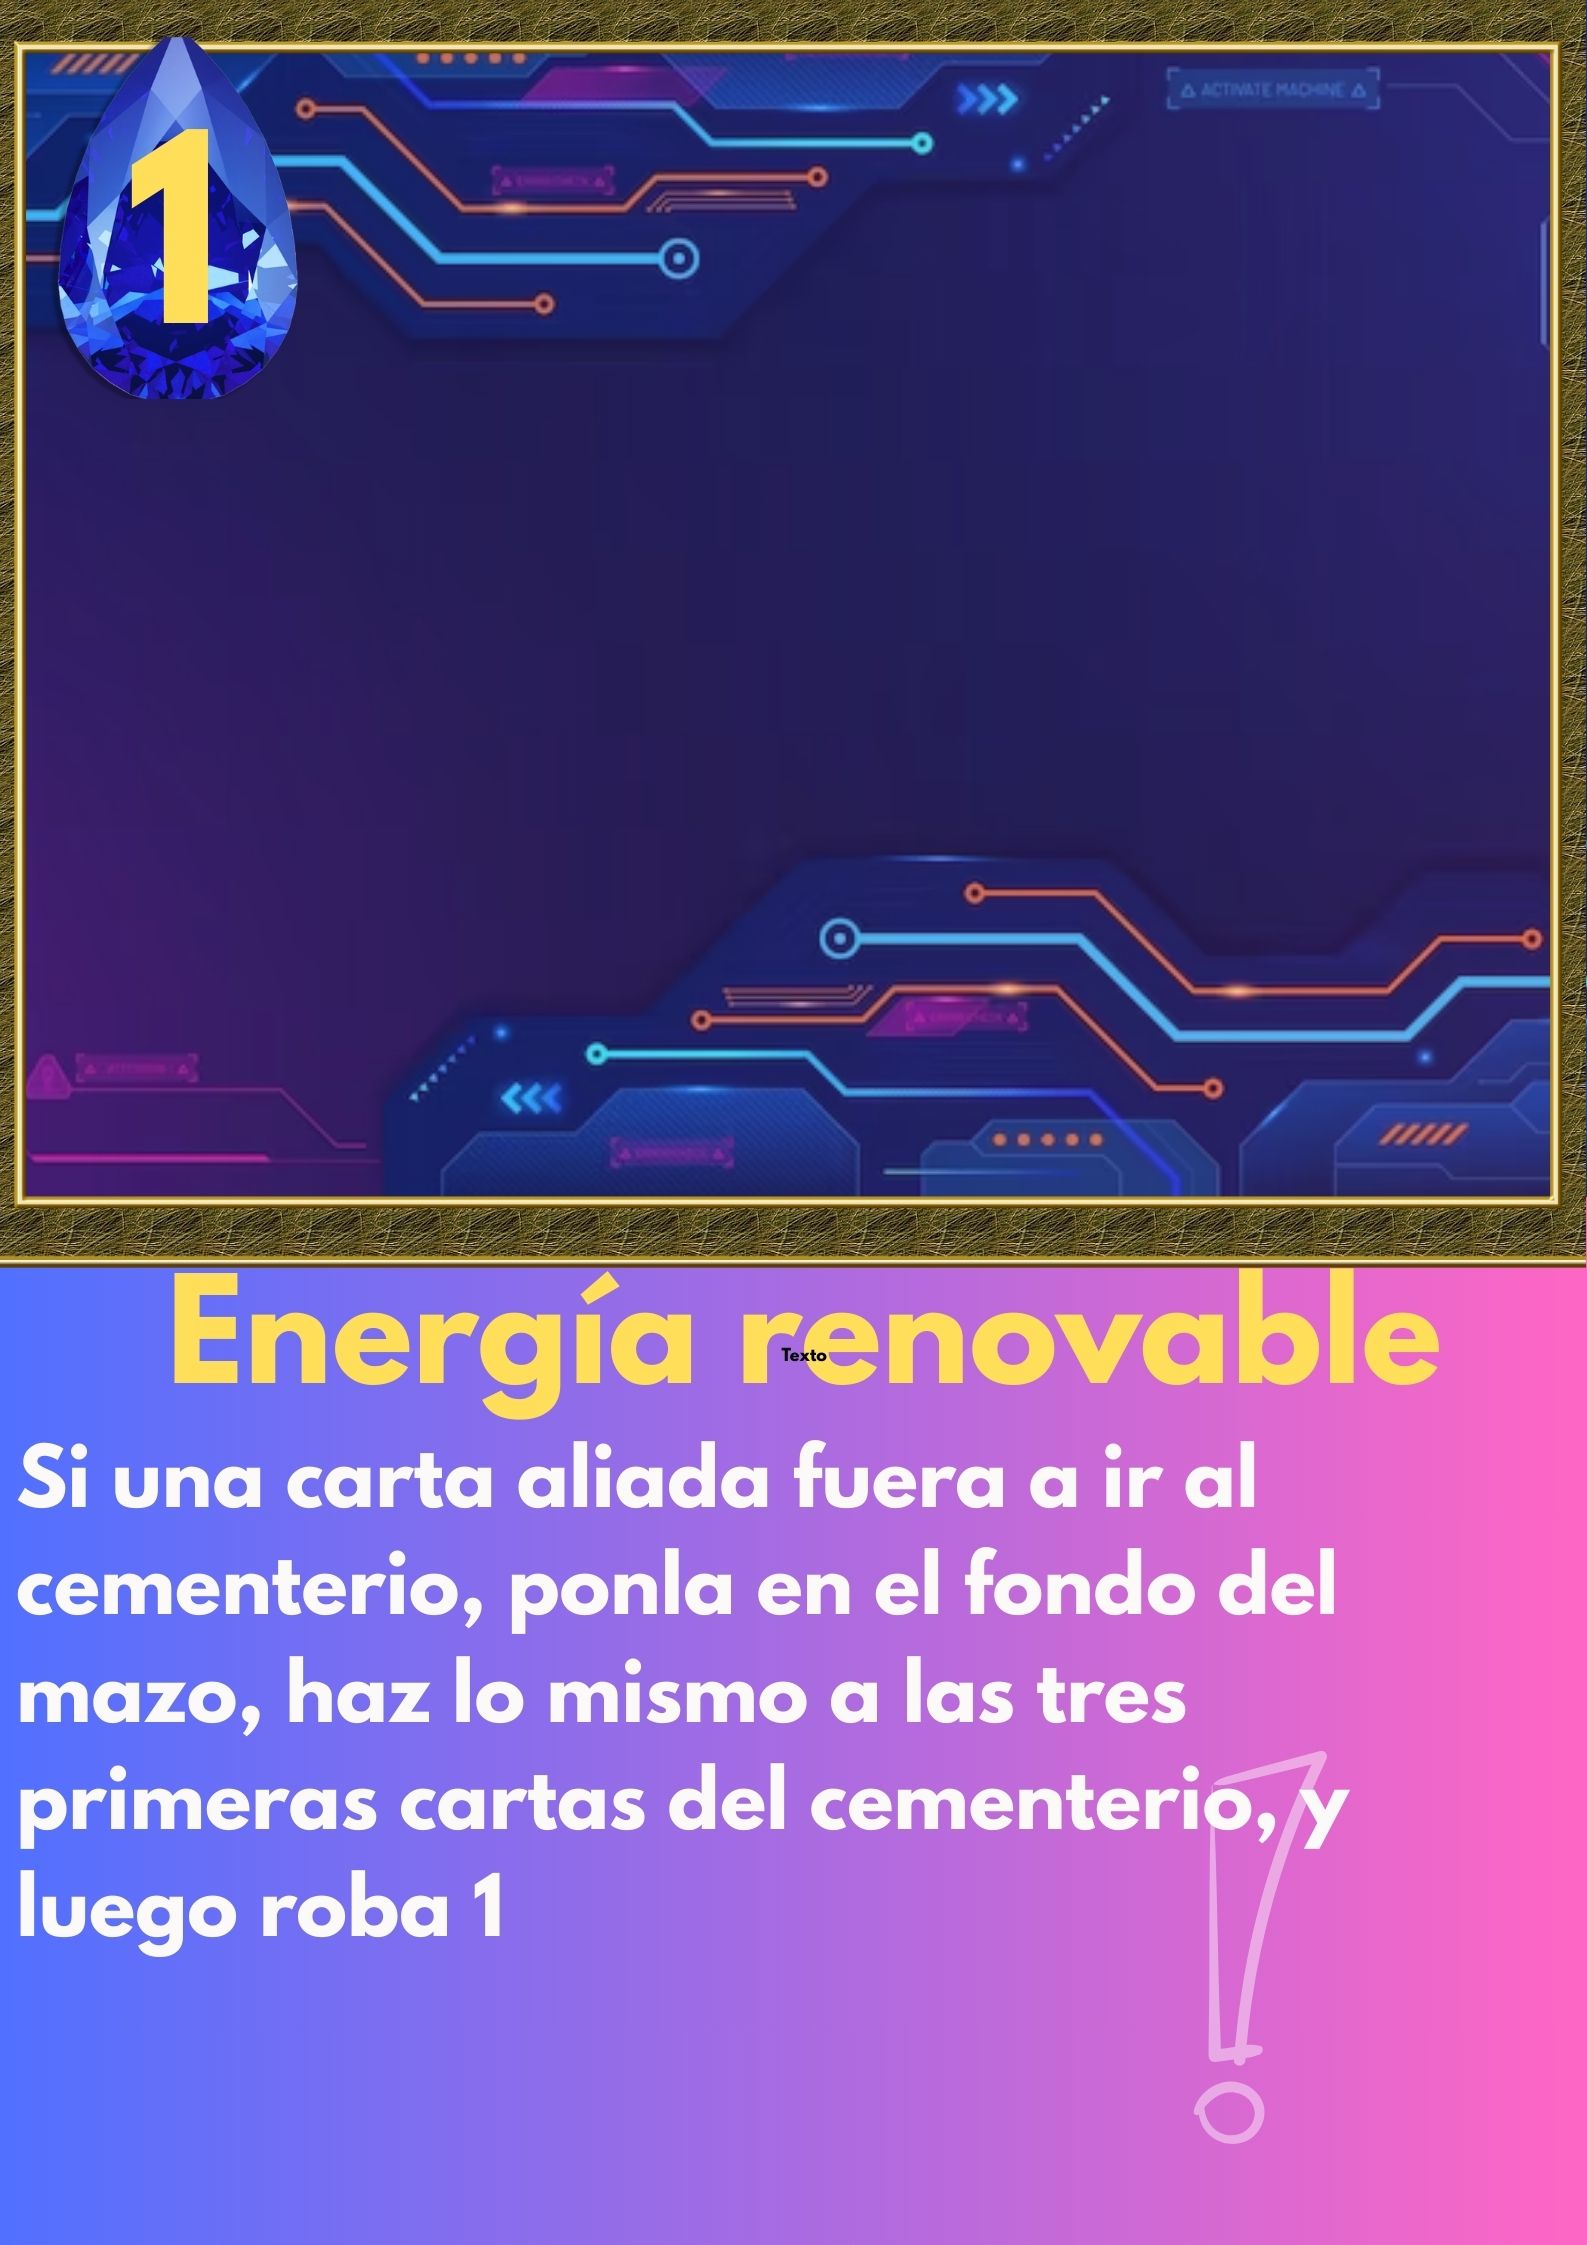 1
ACTIVATE MACHINE
Energía renovable
Texto
Si una carta aliada fuera a ir al
cementerio, ponla en el fondo del
mazo, haz lo mismo a las tres
primeras cartas del cementerio, y
luego roba 1